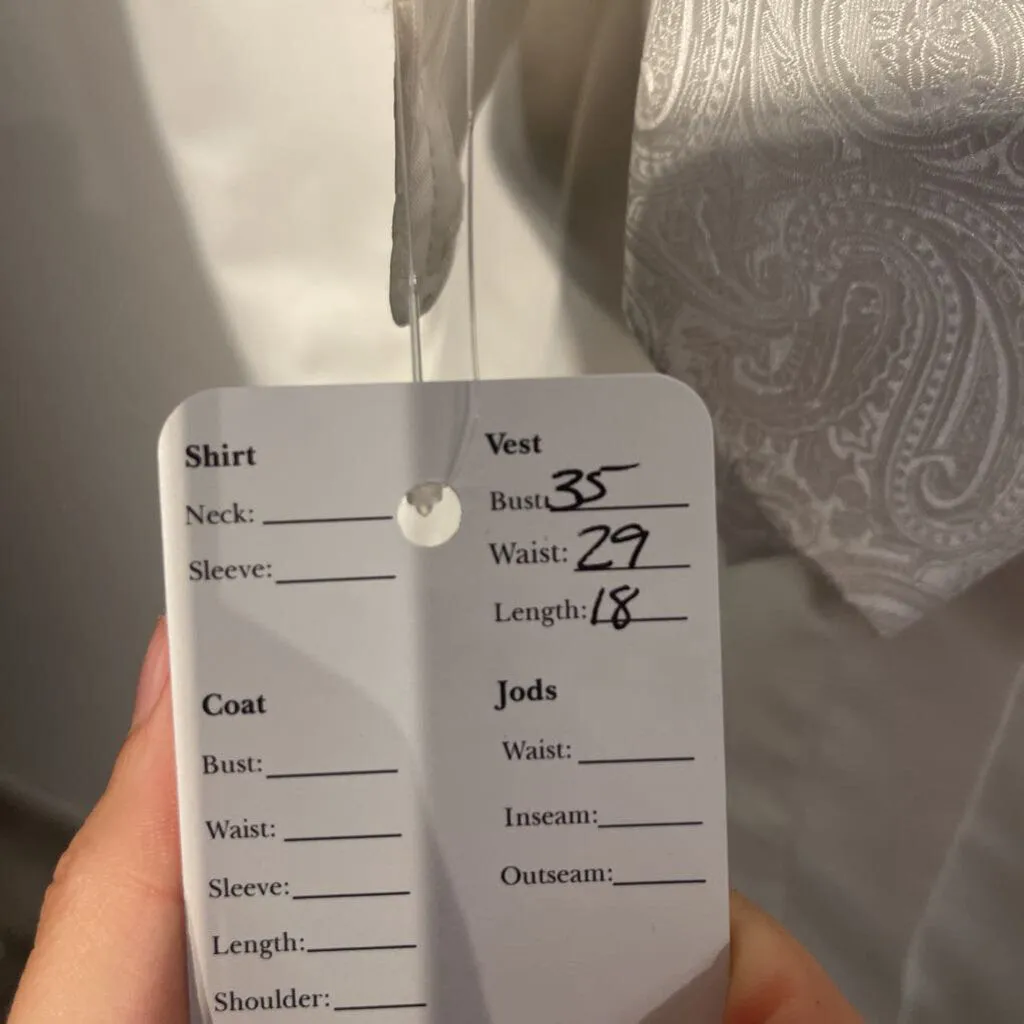 Shirt
Neck:
Sleeve:
Vest
Bust: 35
Waist: 29
Length: 18
Coat
Bust:
Waist:
Sleeve:
Length:
Shoulder:
Jods
Waist:
Inseam:
Outseam: